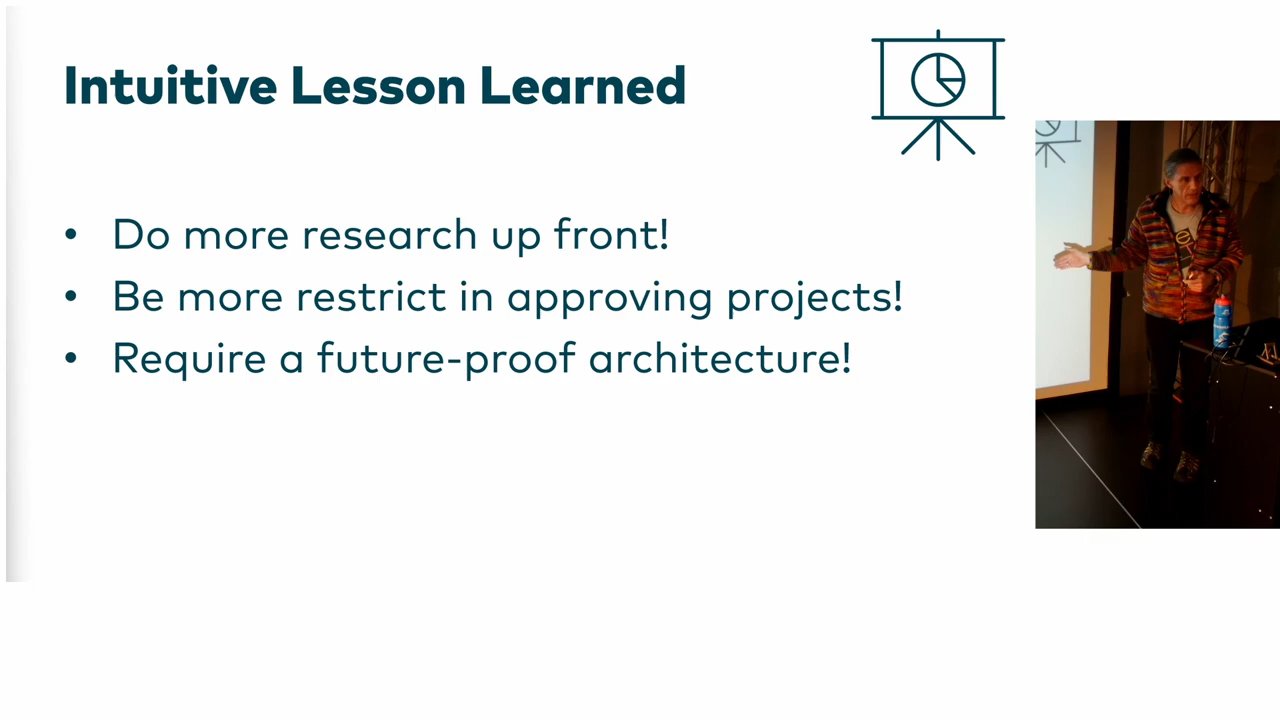 Intuitive Lesson Learned
• Do more research up front!
• Be more restrict in approving projects!
• Require a future-proof architecture!